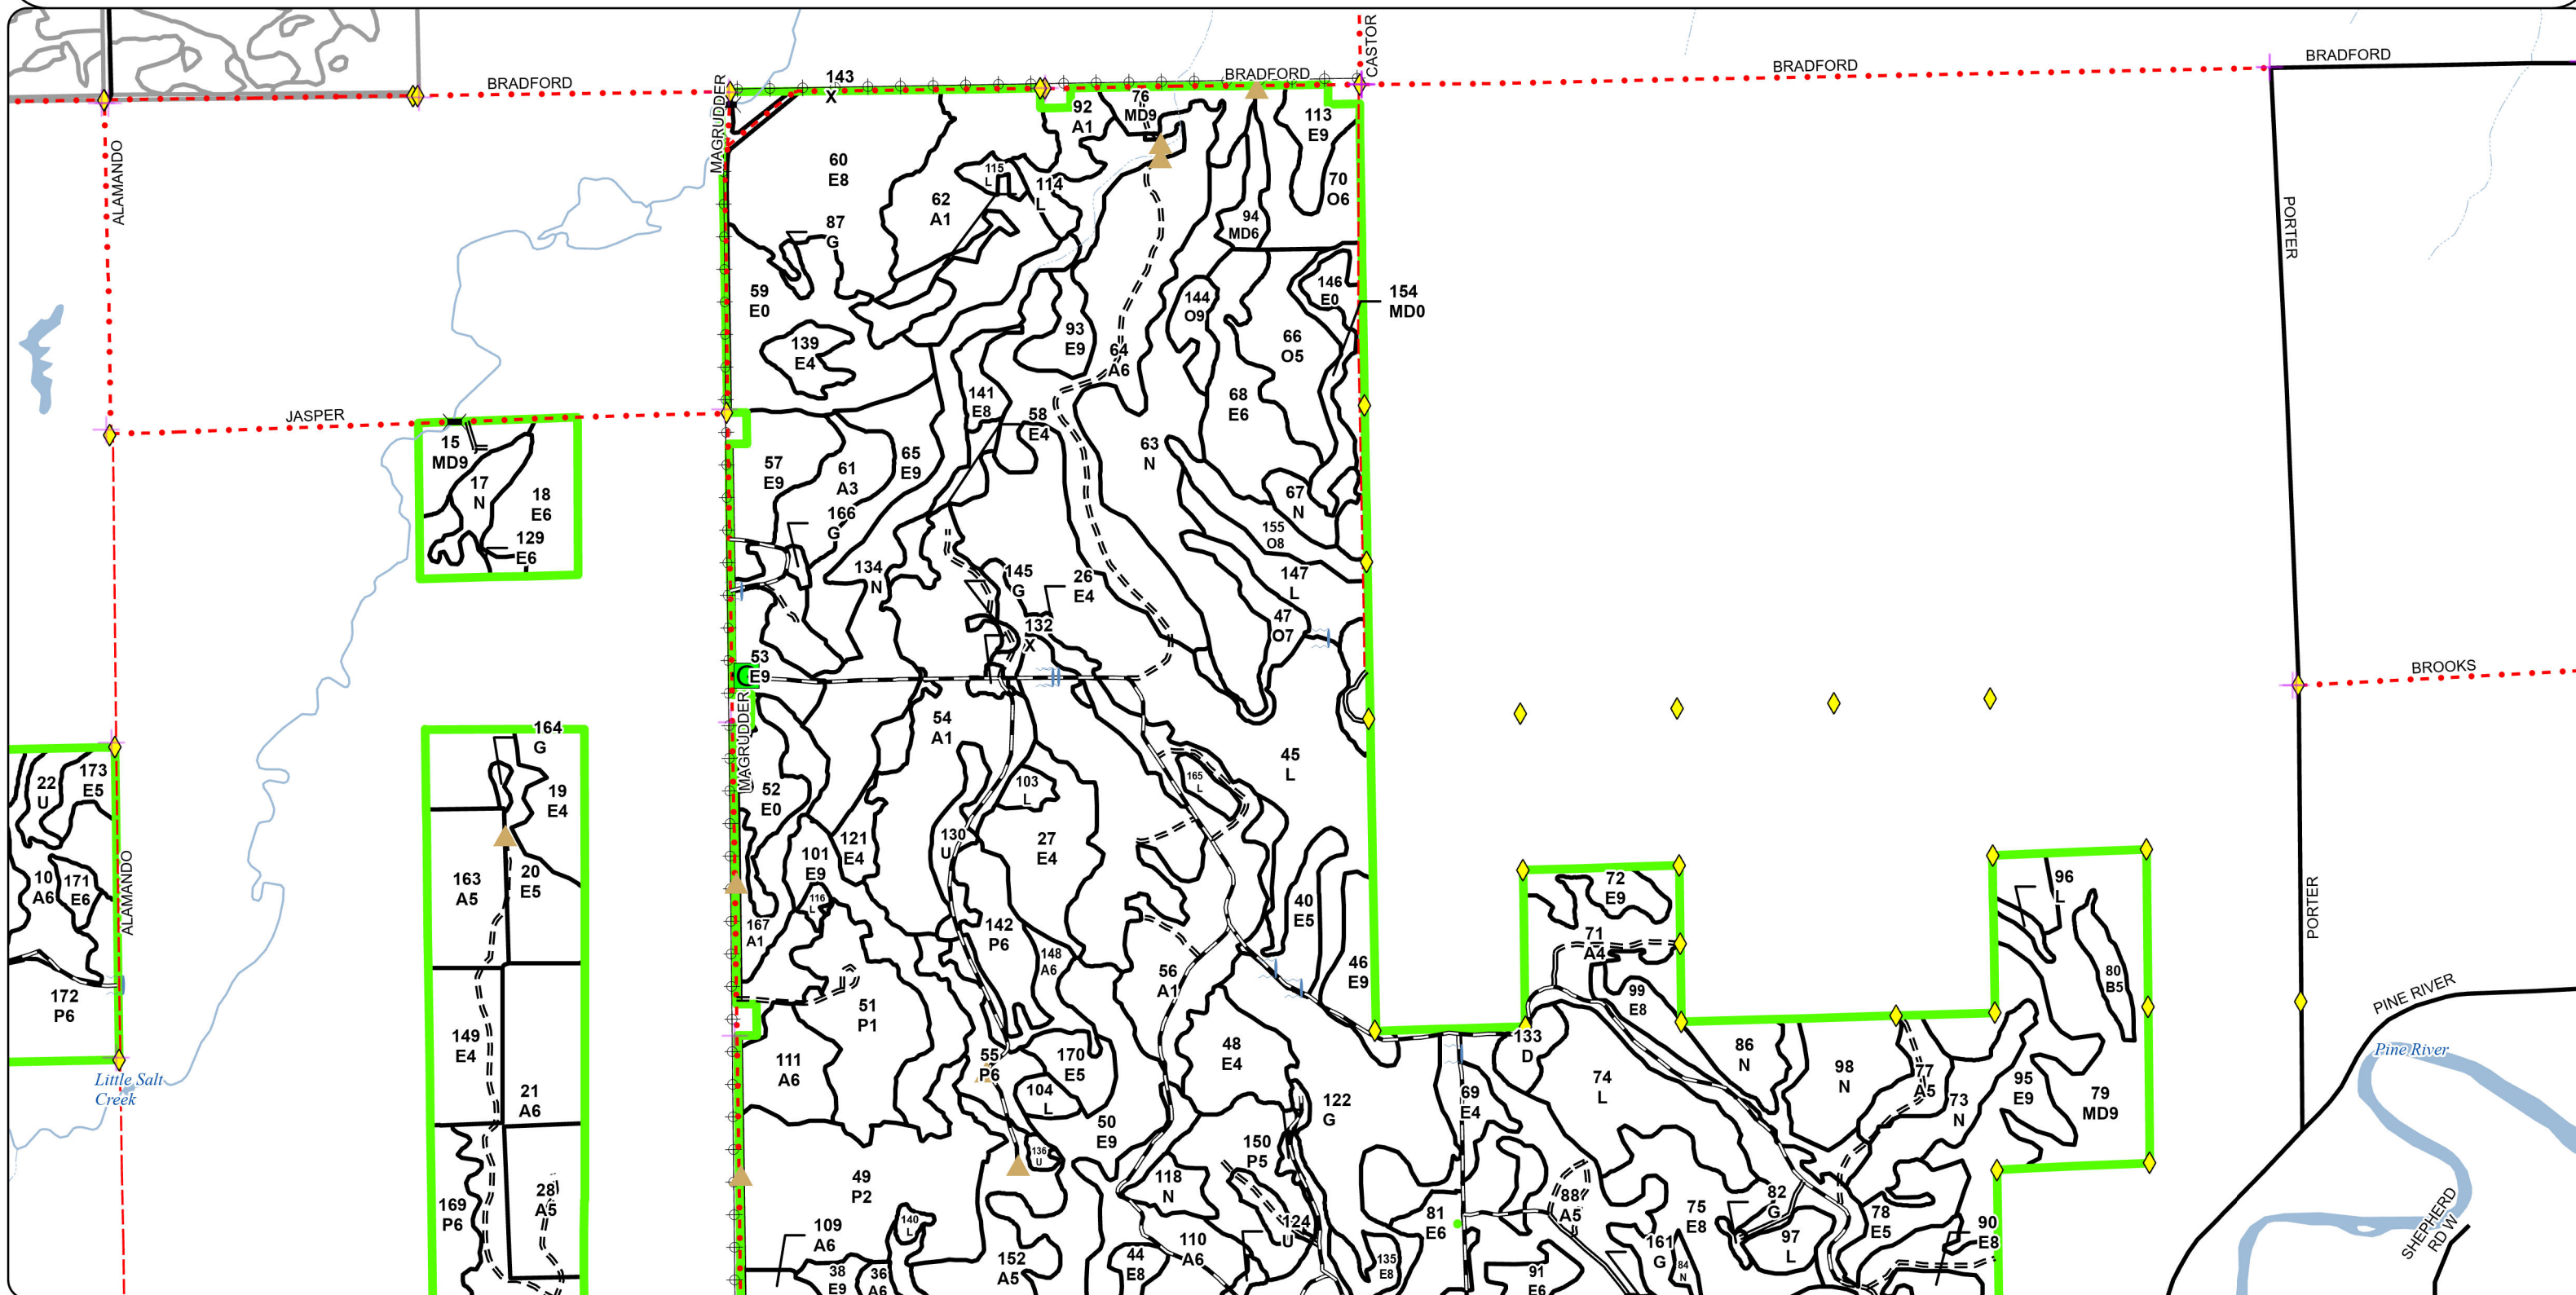 BRADFORD
BRADFORD
CASTOR
BRADFORD
BRADFORD
MAGRUDDER
ALAMANDO
PORTER
143
X
92
A1
76
MD9
113
E9
60
E8
115
L
114
L
62
A1
70
O6
94
MD6
87
G
59
E0
146
E0
154
MD0
144
O9
139
E4
93
E9
64
A6
66
O5
141
E8
68
E6
58
E4
JASPER
15
MD9
17
N
18
E6
129
E6
57
E9
61
A3
65
E9
63
N
67
N
166
G
155
O8
134
N
145
G
26
E4
147
L
47
O7
132
X
53
E9
BROOKS
MAGRUDDER
54
A1
164
G
45
L
22
U
173
E5
19
E4
52
E0
103
L
165
L
130
U
27
E4
121
E4
101
E9
10
A6
171
E6
ALAMANDO
163
A5
20
E5
116
L
167
A1
142
P6
148
A6
40
E5
72
E9
96
L
PORTER
71
A4
80
B5
56
A1
46
E9
172
P6
51
P1
99
E8
PINE RIVER
Pine River
149
E4
111
A6
55
P6
170
E5
104
L
48
E4
133
D
86
N
98
N
77
A5
95
E9
79
MD9
74
L
73
N
Little Salt
Creek
21
A6
69
E4
122
G
50
E9
136
U
150
P5
49
P2
118
N
169
P6
28
A5
88
A5
75
E8
82
G
78
E5
90
E8
SHEPHERD
RD W
109
A6
140
L
124
U
81
E6
110
A6
44
E8
152
A5
135
E8
161
G
84
N
97
L
38
E9
36
A6
91
E6